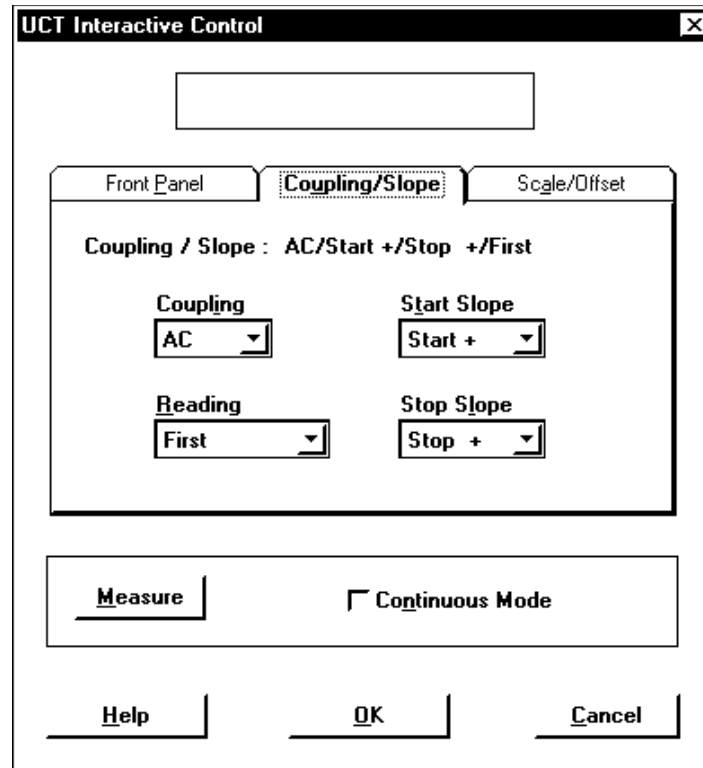 UCT Interactive Control
Front Panel Coupling/Slope Scale/Offset
Coupling / Slope : AC/Start +/Stop +/First
Coupling Start Slope
AC Start +
Reading Stop Slope
First Stop +
Measure Continuous Mode
Help OK Cancel